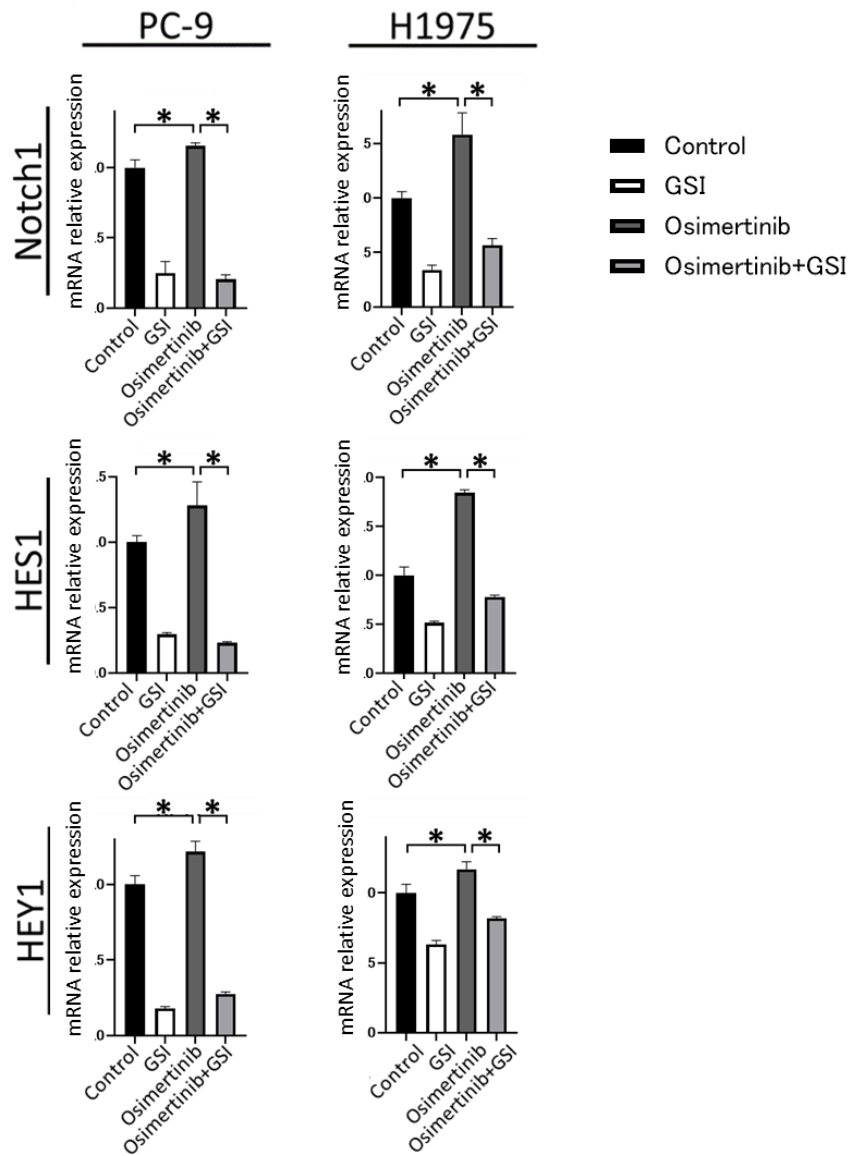 PC-9
H1975
Notch1
mRNA relative expression
.0
.5
.0
* *
Control
GSI
Osimertinib
Osimertinib+GSI
mRNA relative expression
5
0
5
0
* *
Control
GSI
Osimertinib
Osimertinib+GSI
Control
GSI
Osimertinib
Osimertinib+GSI
HES1
mRNA relative expression
.5
.0
.5
.0
* *
Control
GSI
Osimertinib
Osimertinib+GSI
mRNA relative expression
.0
.5
.0
.5
.0
* *
Control
GSI
Osimertinib
Osimertinib+GSI
HEY1
mRNA relative expression
.0
.5
.0
* *
Control
GSI
Osimertinib
Osimertinib+GSI
mRNA relative expression
0
5
0
* *
Control
GSI
Osimertinib
Osimertinib+GSI